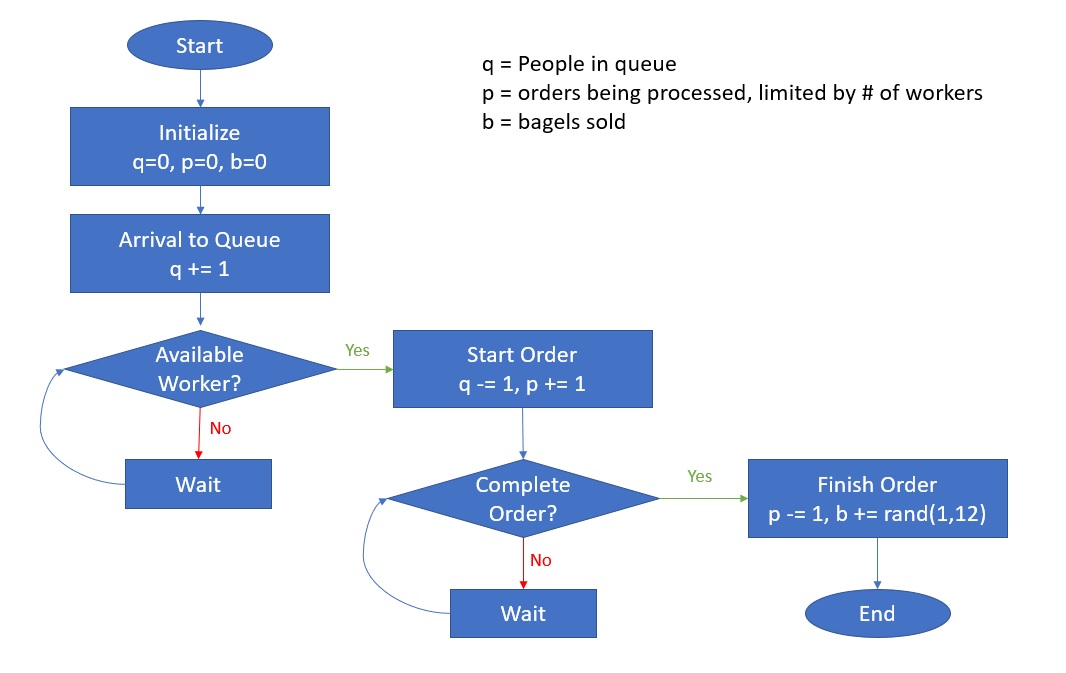 Start
q = People in queue
p = orders being processed, limited by # of workers
b = bagels sold
Initialize
q=0, p=0, b=0
Arrival to Queue
q += 1
Available
Worker?
Yes
Start Order
q -= 1, p += 1
No
Wait
Complete
Order?
Yes
Finish Order
p -= 1, b += rand(1,12)
No
Wait
End